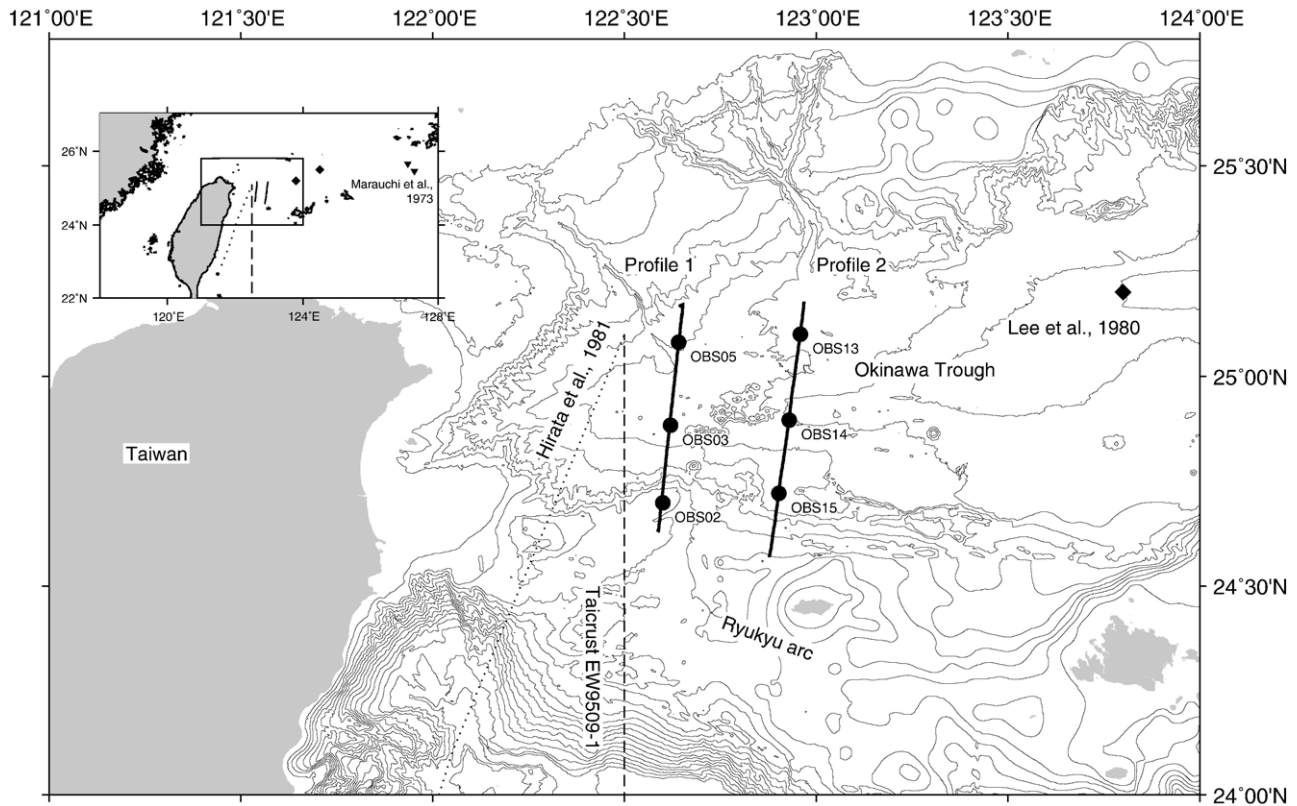 121°00'E 121°30'E 122°00'E 122°30'E 123°00'E 123°30'E 124°00'E
26°N
24°N
22°N
120°E 124°E 128°E
Marauchi et al.,
1973
25°30'N
25°00'N
24°30'N
24°00'N
Profile 1
Profile 2
Lee et al., 1980
Okinawa Trough
Hirata et al., 1981
Taiwan
OBS05
OBS13
OBS03
OBS14
OBS02
OBS15
Taicrust EW9509-1
Ryukyu arc